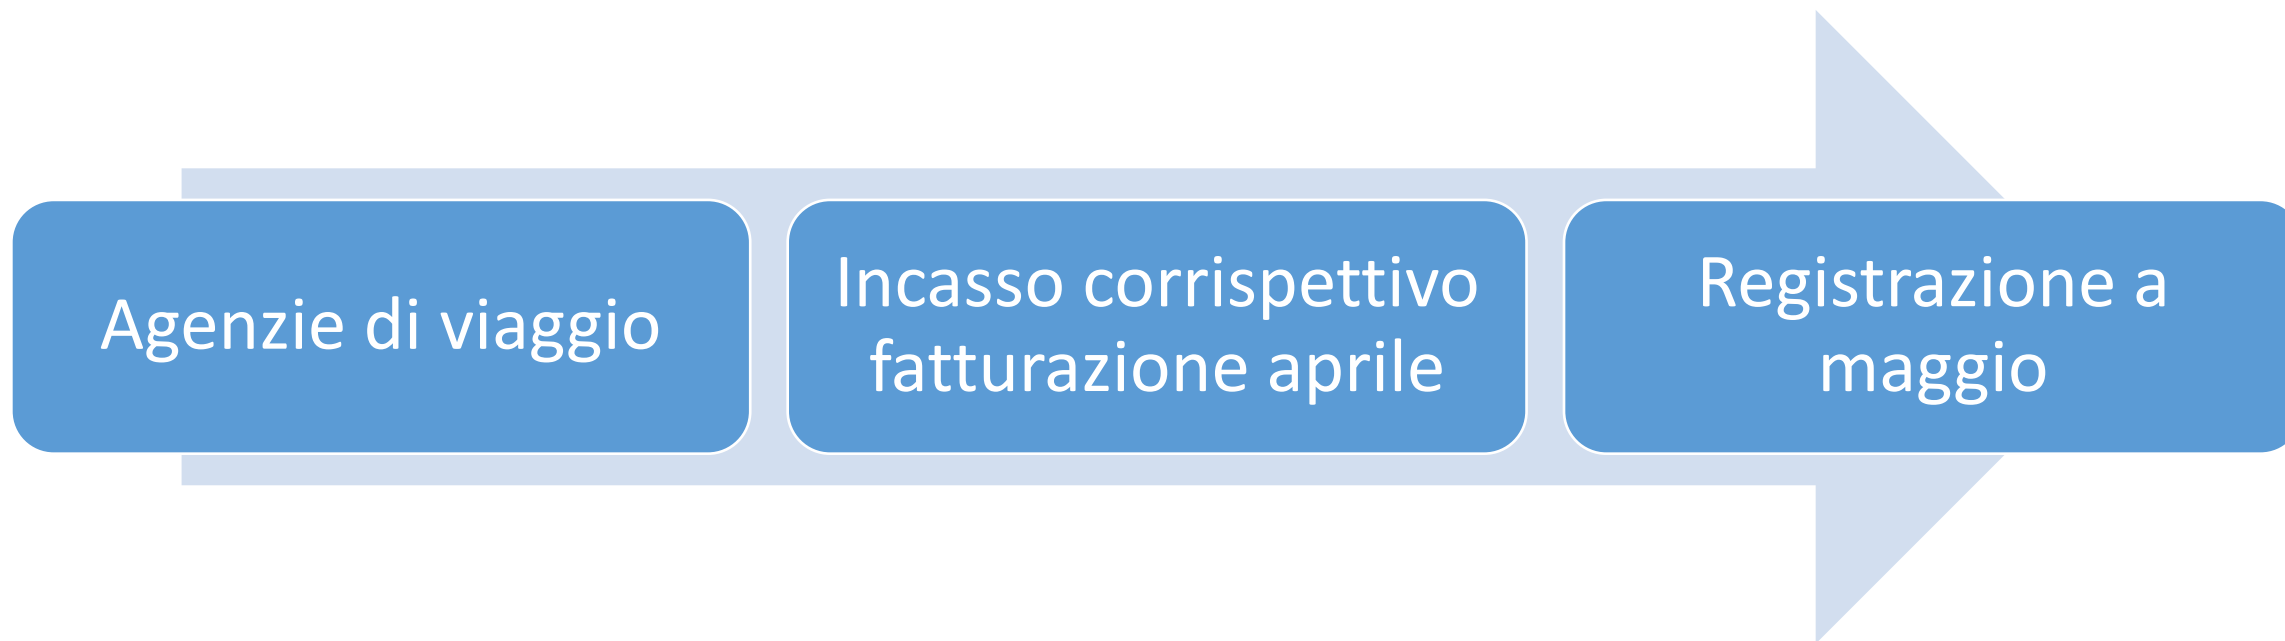 Agenzie di viaggio
Incasso corrispettivo
fatturazione aprile
Registrazione a
maggio